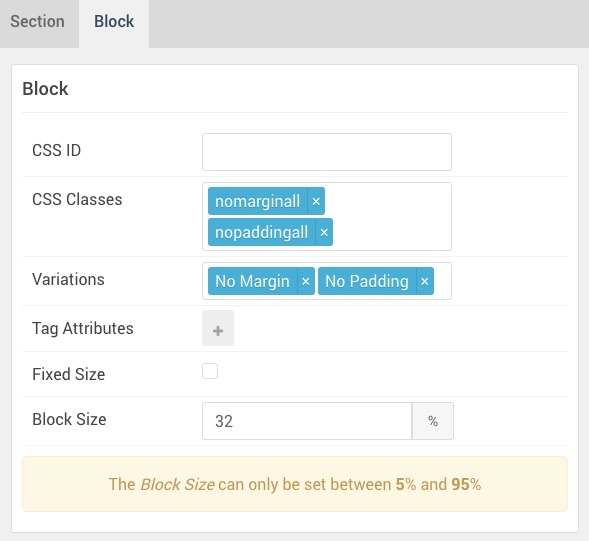 Section Block
Block
CSS ID
CSS Classes nomarginall ×
nopaddingall ×
Variations No Margin × No Padding ×
Tag Attributes +
Fixed Size
Block Size 32 %
The Block Size can only be set between 5% and 95%